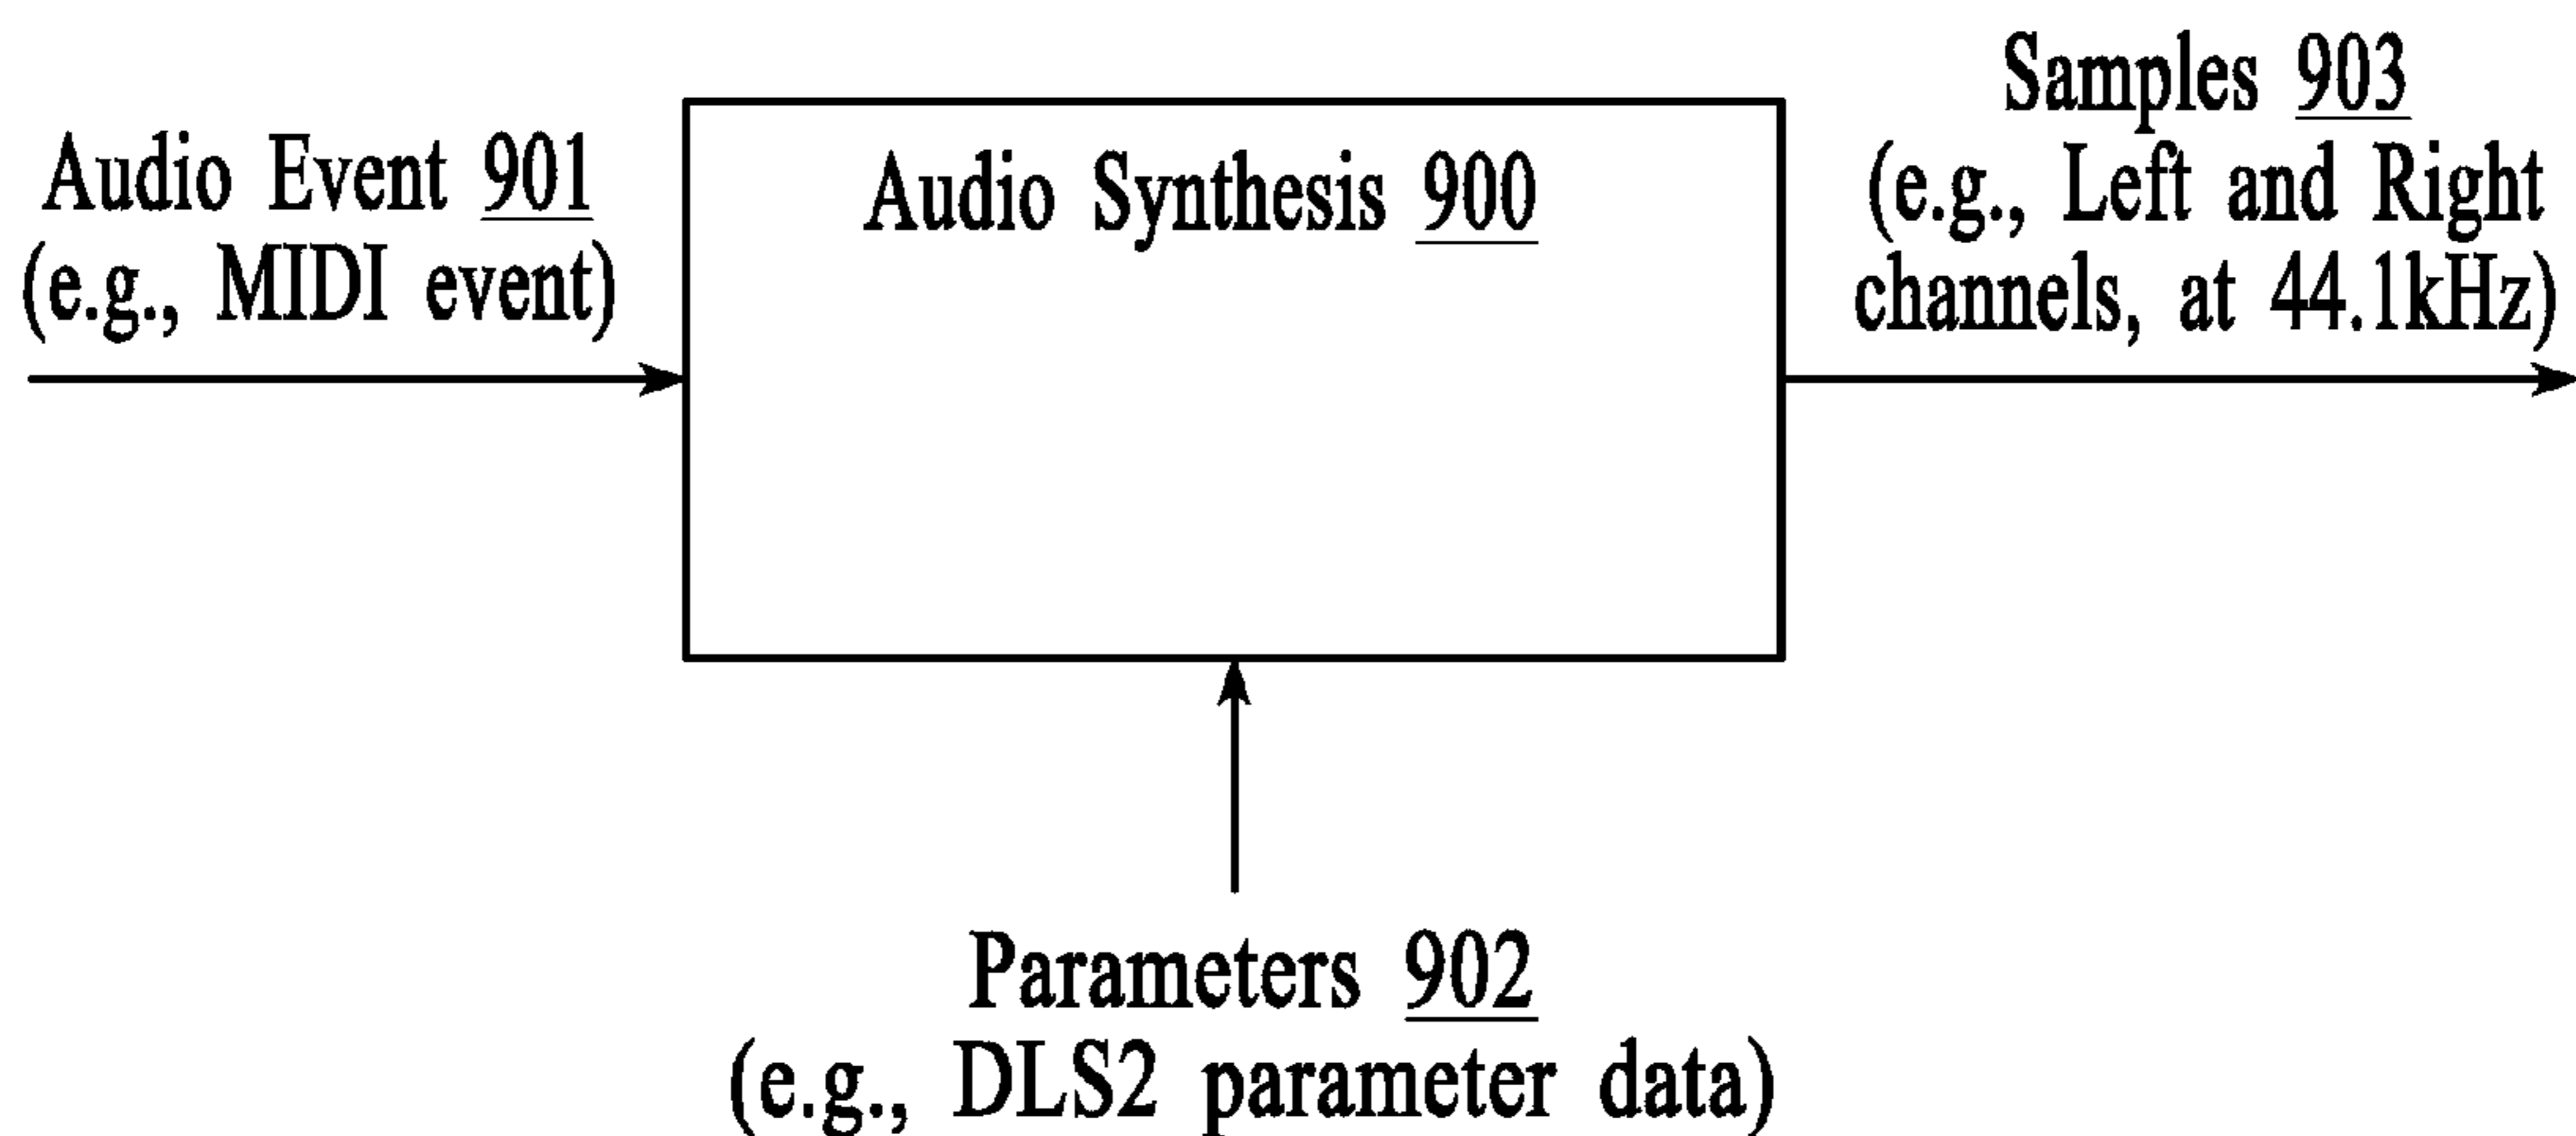 Audio Event 901
(e.g., MIDI event)
Audio Synthesis 900
Samples 903
(e.g., Left and Right
channels, at 44.1kHz)
Parameters 902
(e.g., DLS2 parameter data)